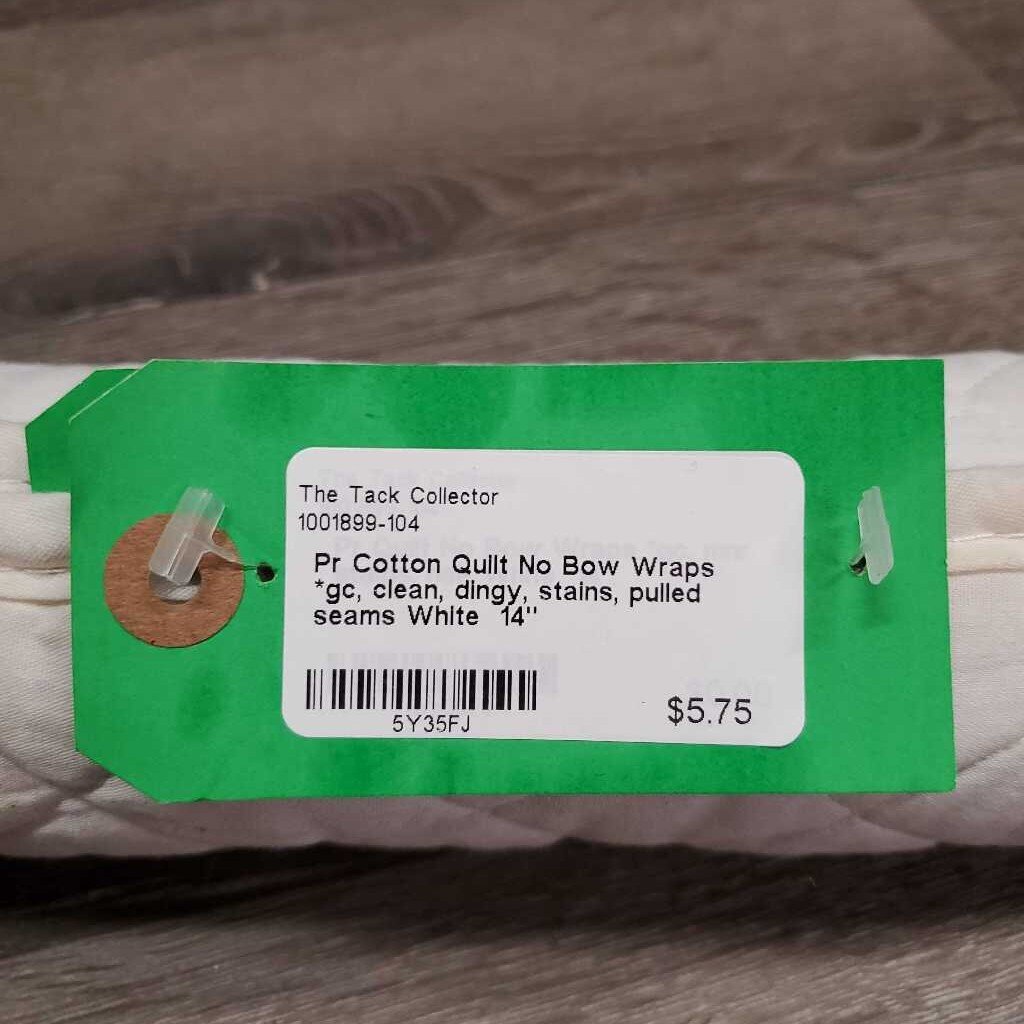 The Tack Collector
1001899-104
Pr Cotton Quilt No Bow Wraps
*gc, clean, dingy, stains, pulled
seams White 14"
5Y35FJ
$5.75